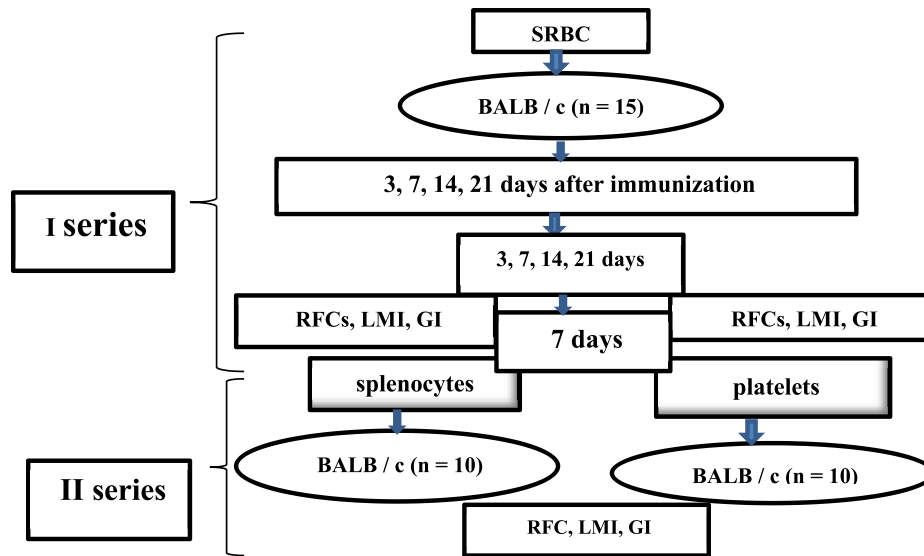 SRBC
BALB / c (n = 15)
3, 7, 14, 21 days after immunization
I series
3, 7, 14, 21 days
RFCs, LMI, GI
RFCs, LMI, GI
7 days
splenocytes
platelets
BALB / c (n = 10)
BALB / c (n = 10)
II series
RFC, LMI, GI